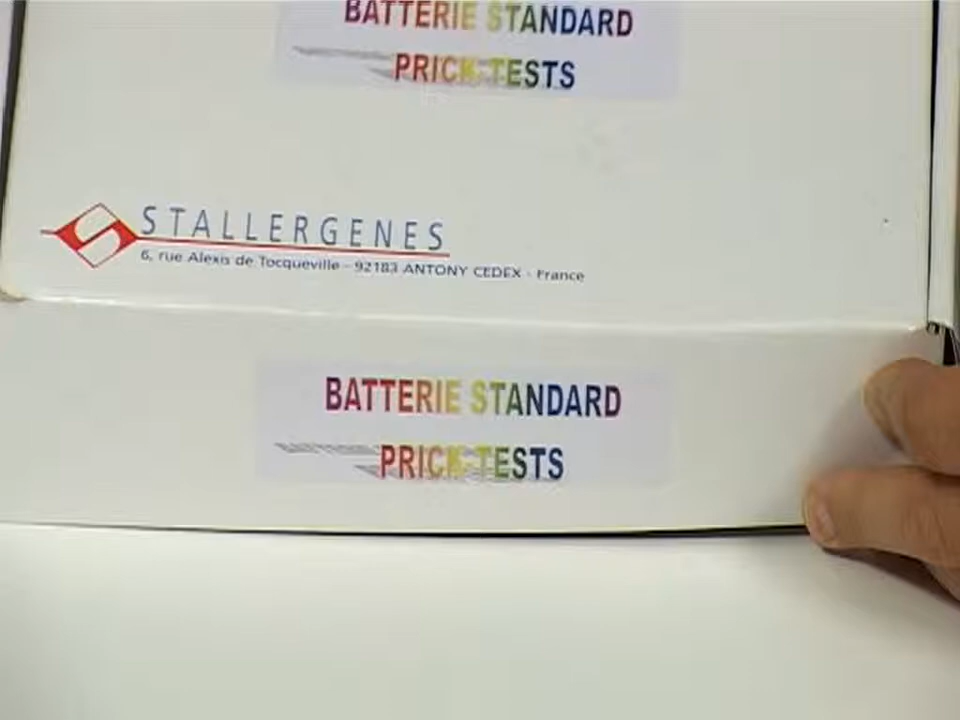 BATTERIE STANDARD
PRICK-TESTS
STALLERGENES
6, rue Alexis de Tocqueville - 92183 ANTONY CEDEX - France
BATTERIE STANDARD
PRICK-TESTS